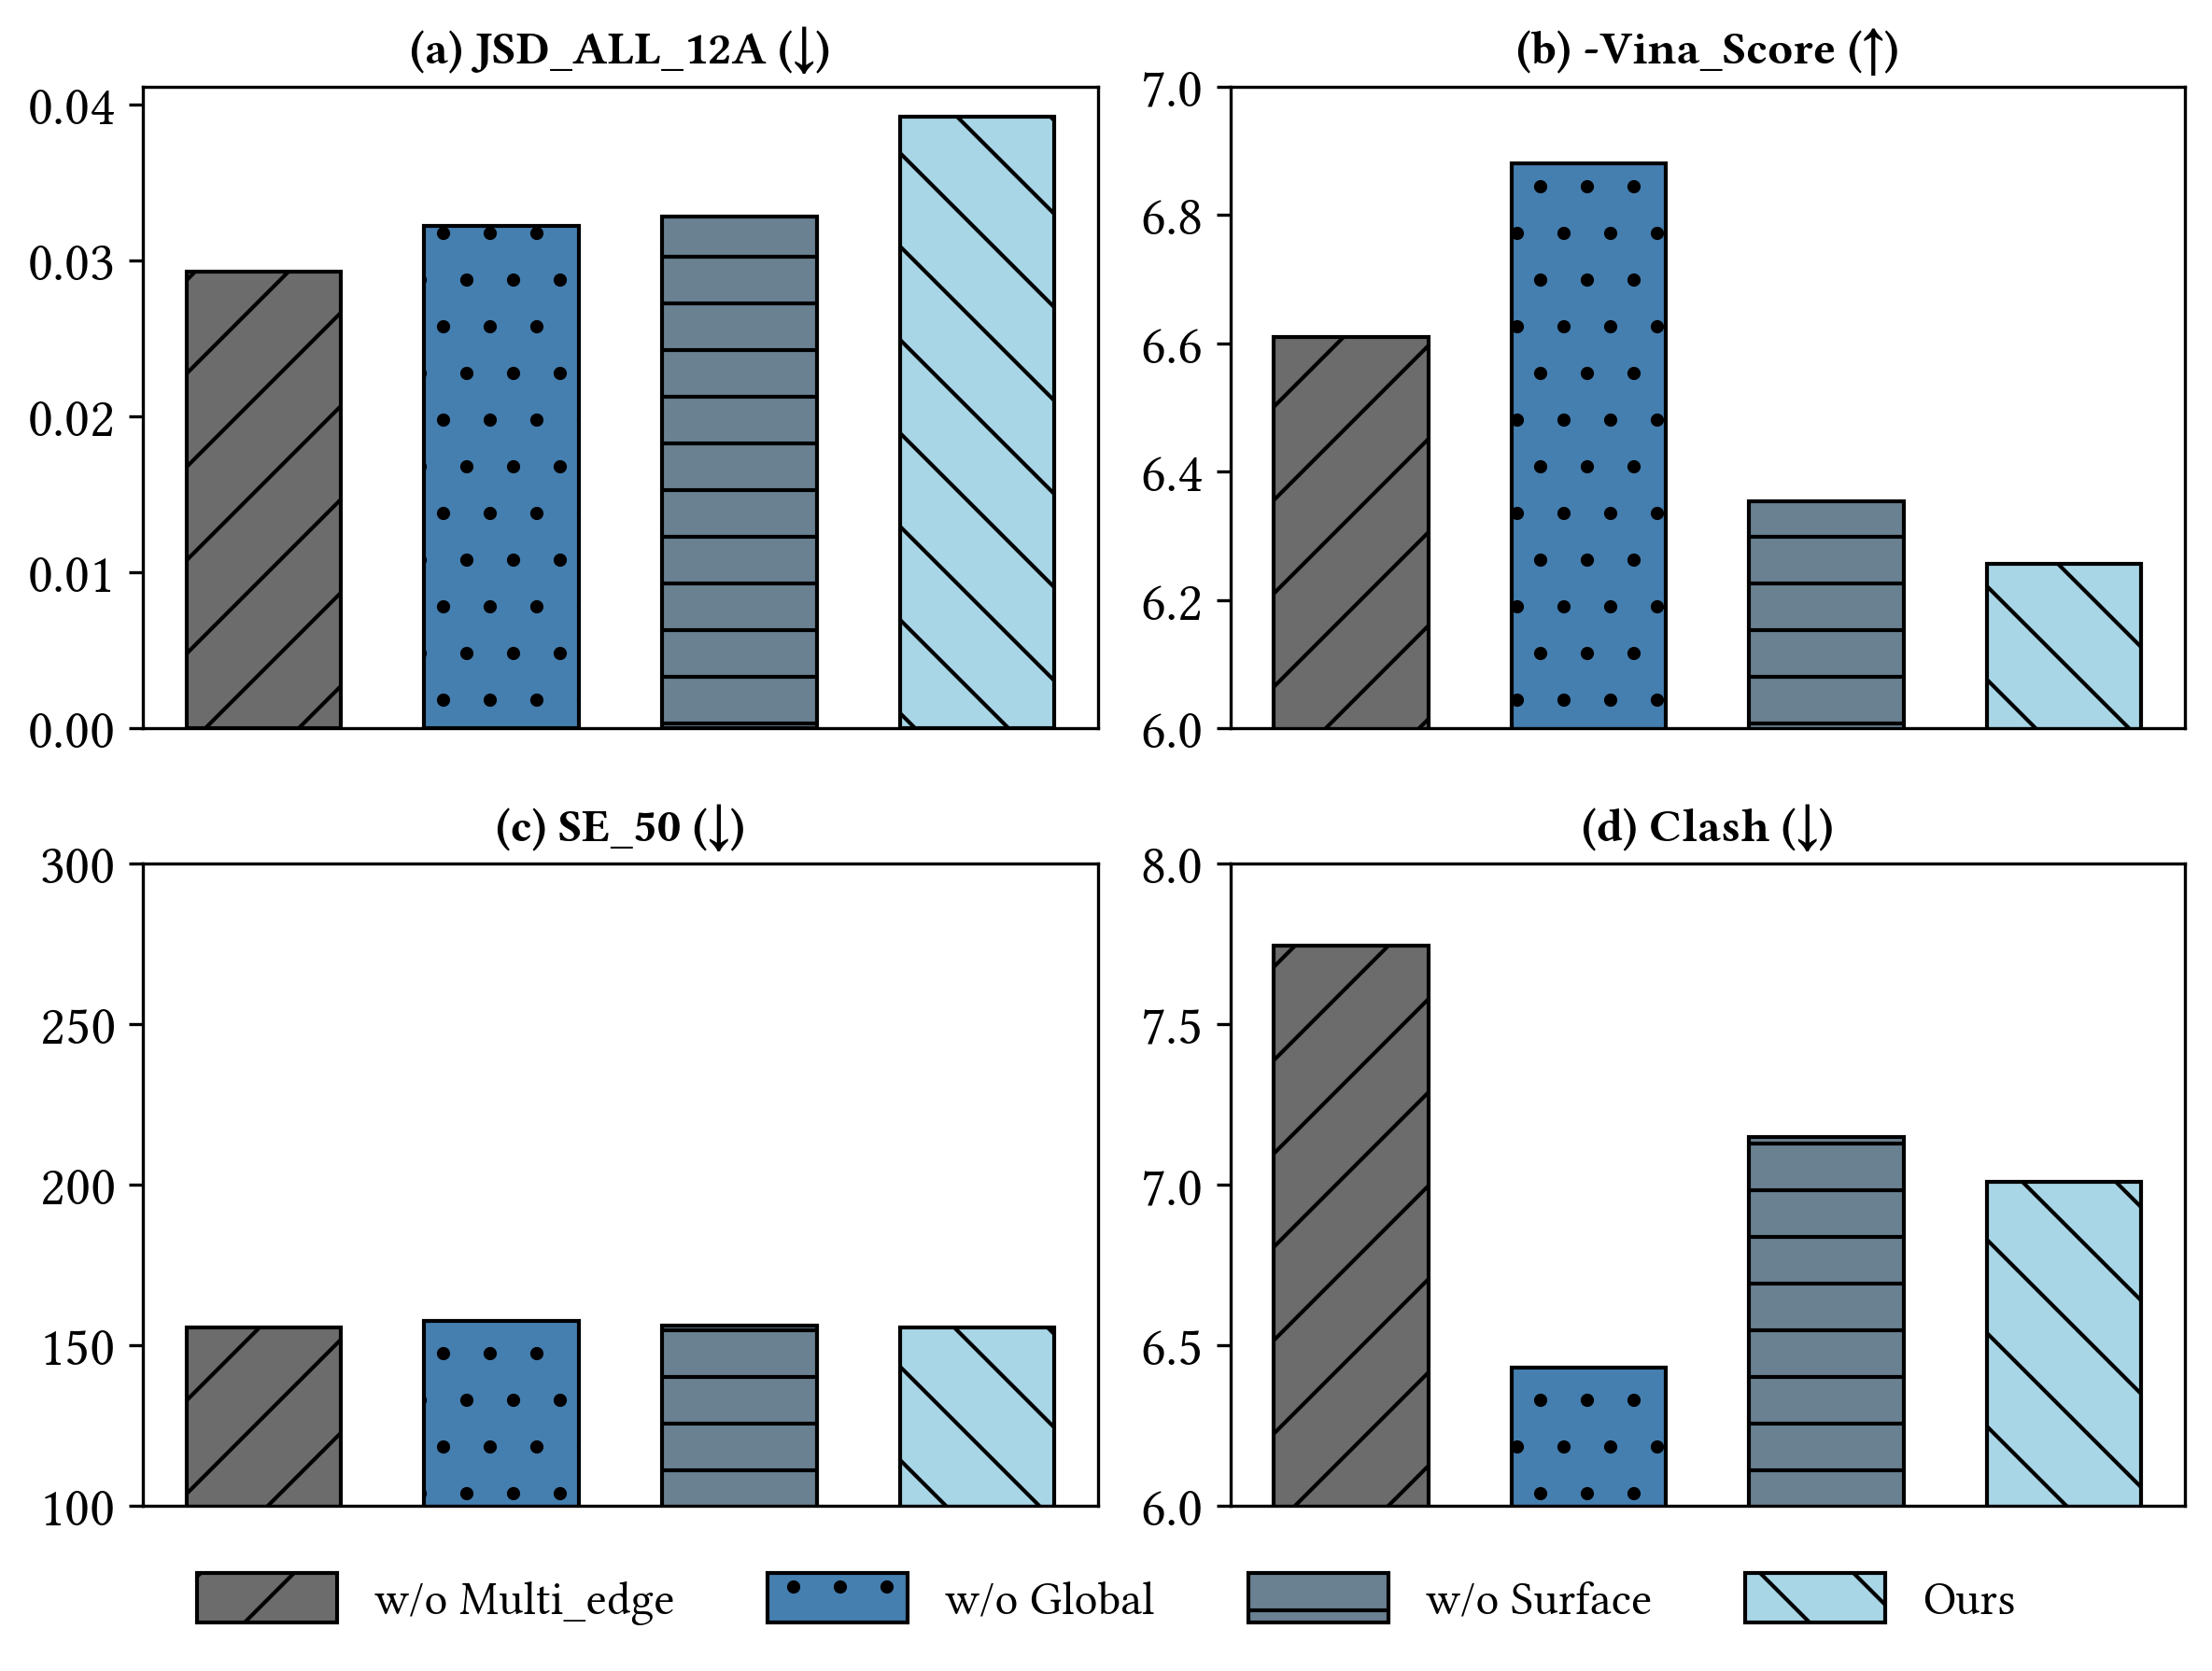 (a) JSD_ALL_12A (↓)
0.04
0.03
0.02
0.01
0.00
(b) -Vina_Score (↑)
7.0
6.8
6.6
6.4
6.2
6.0
(c) SE_50 (↓)
300
250
200
150
100
(d) Clash (↓)
8.0
7.5
7.0
6.5
6.0
w/o Multi_edge
w/o Global
w/o Surface
Ours